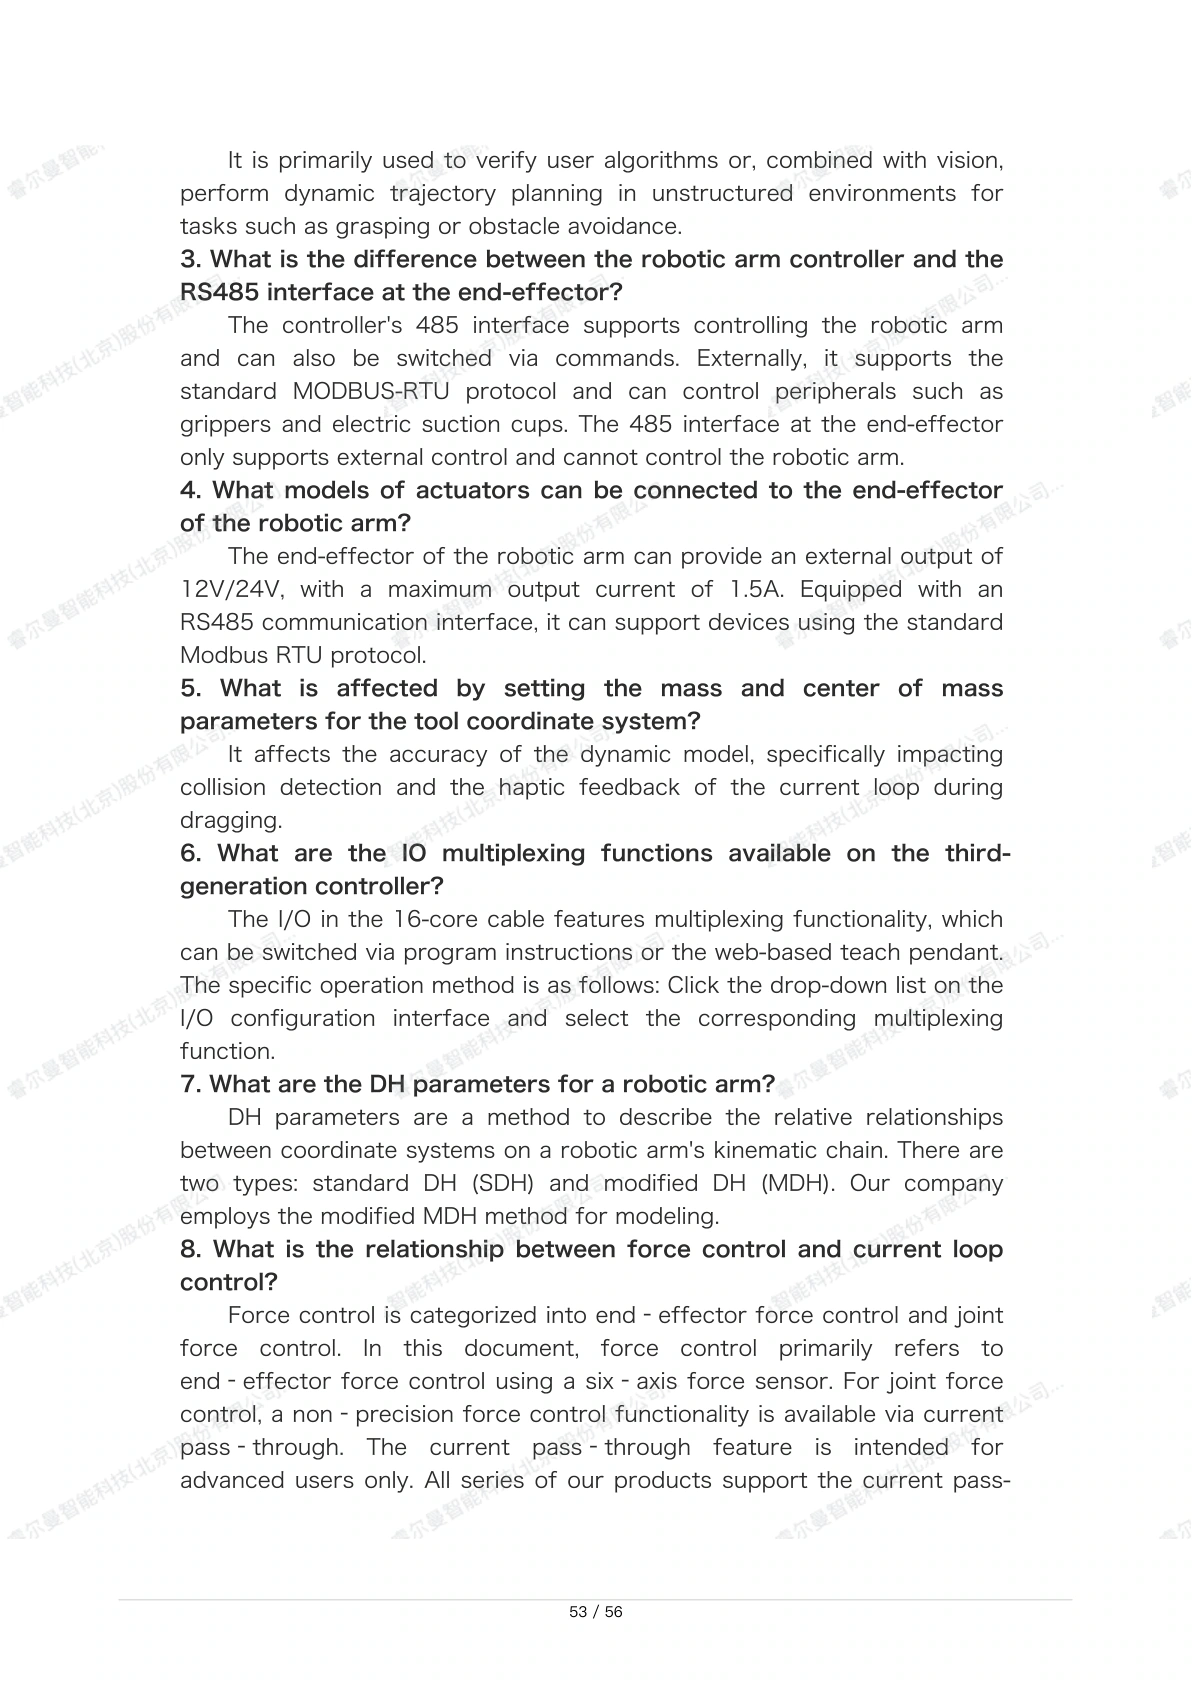 It is primarily used to verify user algorithms or, combined with vision,
perform dynamic trajectory planning in unstructured environments for
tasks such as grasping or obstacle avoidance.
3. What is the difference between the robotic arm controller and the
RS485 interface at the end-effector?
The controller's 485 interface supports controlling the robotic arm
and can also be switched via commands. Externally, it supports the
standard MODBUS-RTU protocol and can control peripherals such as
grippers and electric suction cups. The 485 interface at the end-effector
only supports external control and cannot control the robotic arm.
4. What models of actuators can be connected to the end-effector
of the robotic arm?
The end-effector of the robotic arm can provide an external output of
12V/24V, with a maximum output current of 1.5A. Equipped with an
RS485 communication interface, it can support devices using the standard
Modbus RTU protocol.
5. What is affected by setting the mass and center of mass
parameters for the tool coordinate system?
It affects the accuracy of the dynamic model, specifically impacting
collision detection and the haptic feedback of the current loop during
dragging.
6. What are the IO multiplexing functions available on the third-
generation controller?
The I/O in the 16-core cable features multiplexing functionality, which
can be switched via program instructions or the web-based teach pendant.
The specific operation method is as follows: Click the drop-down list on the
I/O configuration interface and select the corresponding multiplexing
function.
7. What are the DH parameters for a robotic arm?
DH parameters are a method to describe the relative relationships
between coordinate systems on a robotic arm's kinematic chain. There are
two types: standard DH (SDH) and modified DH (MDH). Our company
employs the modified MDH method for modeling.
8. What is the relationship between force control and current loop
control?
Force control is categorized into end‐effector force control and joint
force control. In this document, force control primarily refers to
end‐effector force control using a six‐axis force sensor. For joint force
control, a non‐precision force control functionality is available via current
pass‐through. The current pass‐through feature is intended for
advanced users only. All series of our products support the current pass-
53 / 56
睿尔曼智能科技(北京)股份有限公司...